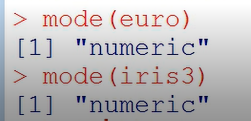 > mode(euro)
[1] "numeric"
> mode(iris3)
[1] "numeric"